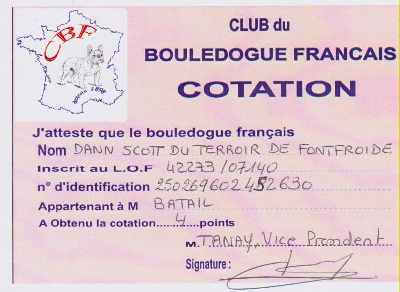 CLUB du
CBF
BOULEDOGUE FRANCAIS
COTATION
J'atteste que le bouledogue français
Nom DANN SCOTT DU TERROIR DE FONTFROIDE
Inscrit au L.O.F 42273/07140
n° d'identification 250269602452630
Appartenant à M BATAIL
A Obtenu la cotation......4......points
M. TANAY, Vice President
Signature :